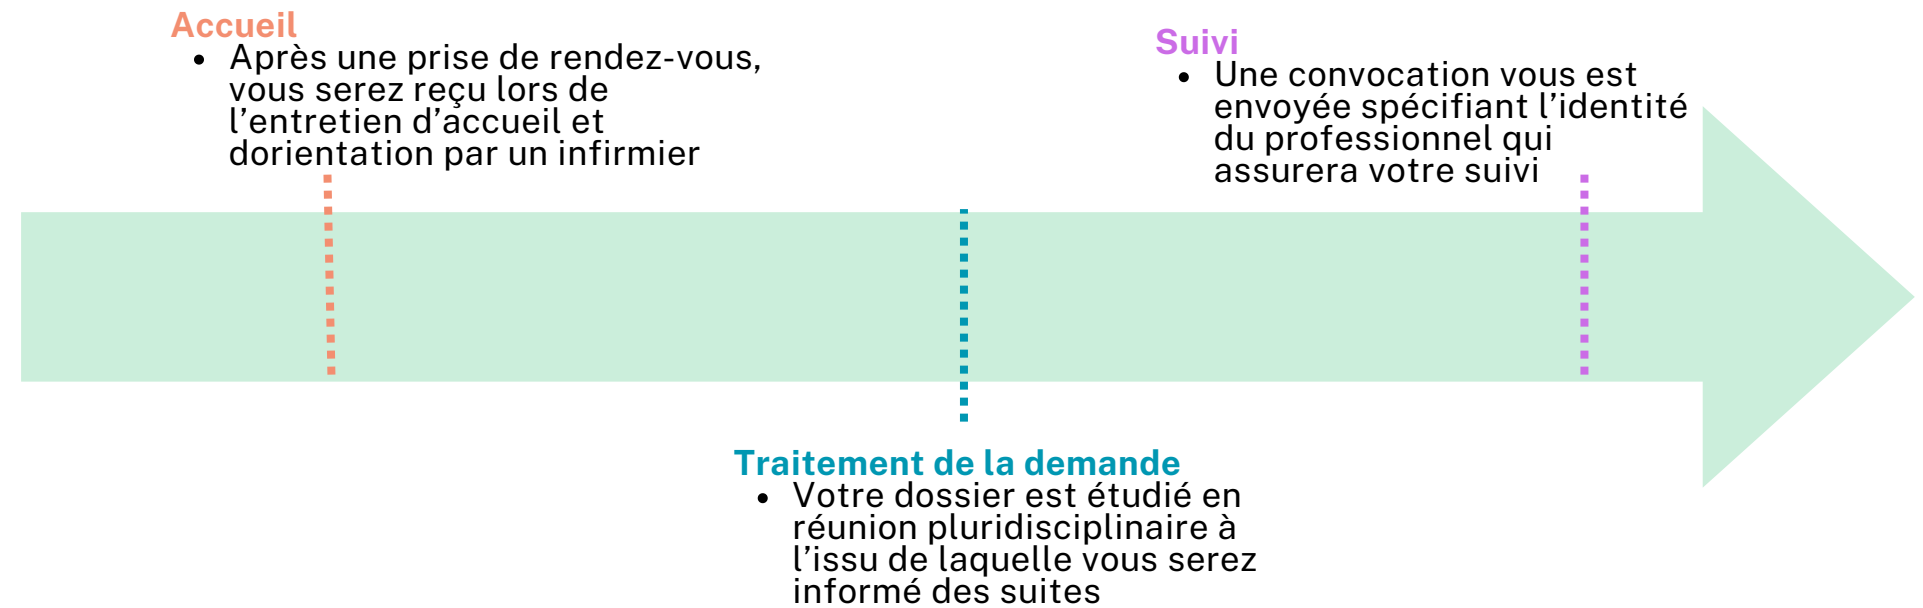 Accueil
• Après une prise de rendez-vous,
vous serez reçu lors de
l’entretien d’accueil et
dorientation par un infirmier
Suivi
• Une convocation vous est
envoyée spécifiant l’identité
du professionnel qui
assurera votre suivi
Traitement de la demande
• Votre dossier est étudié en
réunion pluridisciplinaire à
l’issu de laquelle vous serez
informé des suites